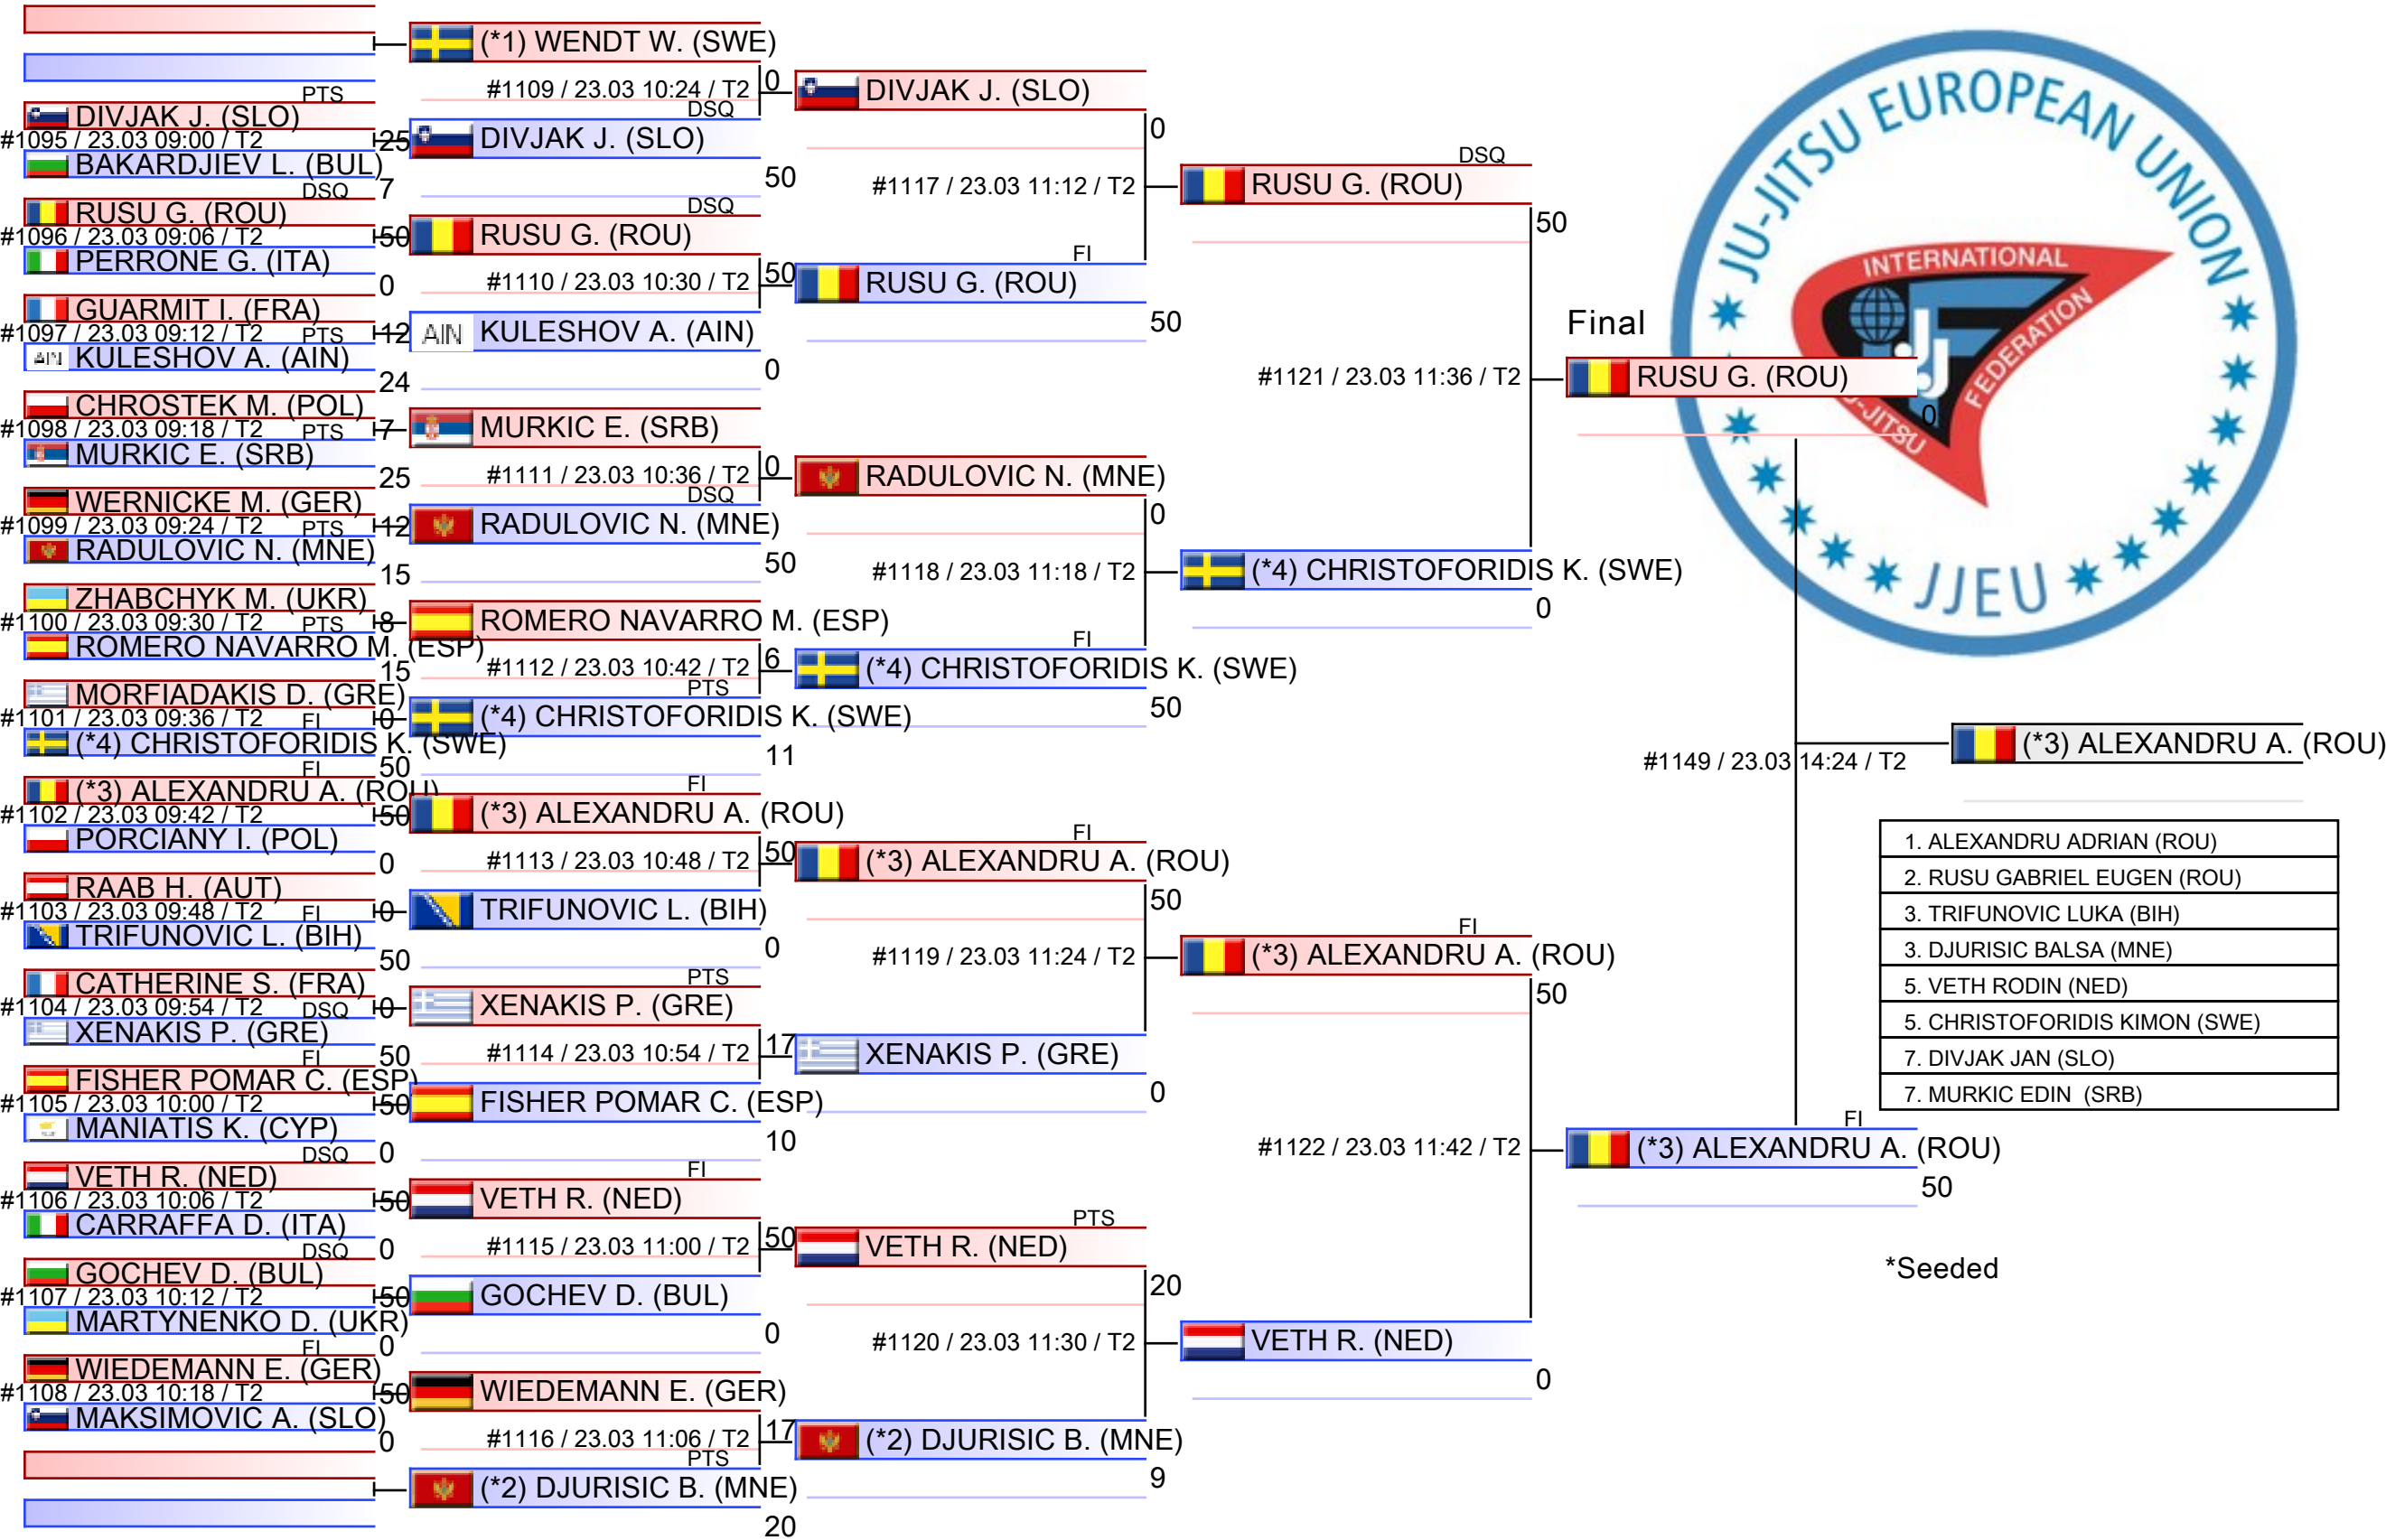 PTS
DIVJAK J. (SLO)
#1095 / 23.03 09:00 / T2
25
BAKARDJIEV L. (BUL)
7
DSQ
RUSU G. (ROU)
#1096 / 23.03 09:06 / T2
50
PERRONE G. (ITA)
0
GUARMIT I. (FRA)
#1097 / 23.03 09:12 / T2
PTS
12
AIN
KULESHOV A. (AIN)
24
CHROSTEK M. (POL)
#1098 / 23.03 09:18 / T2
PTS
7
MURKIC E. (SRB)
25
WERNICKE M. (GER)
#1099 / 23.03 09:24 / T2
PTS
12
RADULOVIC N. (MNE)
15
ZHABCHYK M. (UKR)
#1100 / 23.03 09:30 / T2
PTS
8
ROMERO NAVARRO M. (ESP)
15
MORFIADAKIS D. (GRE)
#1101 / 23.03 09:36 / T2
FI
0
(*4) CHRISTOFORIDIS K. (SWE)
50
FI
(*3) ALEXANDRU A. (ROU)
#1102 / 23.03 09:42 / T2
50
PORCIANY I. (POL)
0
RAAB H. (AUT)
#1103 / 23.03 09:48 / T2
FI
0
TRIFUNOVIC L. (BIH)
50
CATHERINE S. (FRA)
#1104 / 23.03 09:54 / T2
DSQ
0
XENAKIS P. (GRE)
50
FI
FISHER POMAR C. (ESP)
#1105 / 23.03 10:00 / T2
50
MANIATIS K. (CYP)
0
DSQ
VETH R. (NED)
#1106 / 23.03 10:06 / T2
50
CARRAFFA D. (ITA)
0
DSQ
GOCHEV D. (BUL)
#1107 / 23.03 10:12 / T2
50
MARTYNENKO D. (UKR)
0
FI
WIEDEMANN E. (GER)
#1108 / 23.03 10:18 / T2
50
MAKSIMOVIC A. (SLO)
0
(*1) WENDT W. (SWE)
#1109 / 23.03 10:24 / T2
0
DSQ
DIVJAK J. (SLO)
50
DSQ
RUSU G. (ROU)
#1110 / 23.03 10:30 / T2
50
AIN
KULESHOV A. (AIN)
0
MURKIC E. (SRB)
#1111 / 23.03 10:36 / T2
0
DSQ
RADULOVIC N. (MNE)
50
ROMERO NAVARRO M. (ESP)
#1112 / 23.03 10:42 / T2
6
PTS
(*4) CHRISTOFORIDIS K. (SWE)
11
FI
(*3) ALEXANDRU A. (ROU)
#1113 / 23.03 10:48 / T2
50
TRIFUNOVIC L. (BIH)
0
PTS
XENAKIS P. (GRE)
#1114 / 23.03 10:54 / T2
17
FISHER POMAR C. (ESP)
10
FI
VETH R. (NED)
#1115 / 23.03 11:00 / T2
50
GOCHEV D. (BUL)
0
WIEDEMANN E. (GER)
#1116 / 23.03 11:06 / T2
17
PTS
(*2) DJURISIC B. (MNE)
20
DIVJAK J. (SLO)
0
#1117 / 23.03 11:12 / T2
FI
RUSU G. (ROU)
50
RADULOVIC N. (MNE)
0
#1118 / 23.03 11:18 / T2
FI
(*4) CHRISTOFORIDIS K. (SWE)
50
FI
(*3) ALEXANDRU A. (ROU)
50
#1119 / 23.03 11:24 / T2
XENAKIS P. (GRE)
0
PTS
VETH R. (NED)
20
#1120 / 23.03 11:30 / T2
(*2) DJURISIC B. (MNE)
9
DSQ
RUSU G. (ROU)
50
#1121 / 23.03 11:36 / T2
(*4) CHRISTOFORIDIS K. (SWE)
0
FI
(*3) ALEXANDRU A. (ROU)
50
#1122 / 23.03 11:42 / T2
VETH R. (NED)
0
Final
RUSU G. (ROU)
0
#1149 / 23.03 14:24 / T2
FI
(*3) ALEXANDRU A. (ROU)
50
(*3) ALEXANDRU A. (ROU)
JU-JITSU EUROPEAN UNION
INTERNATIONAL
FEDERATION
U-JITSU
JJEU
1. ALEXANDRU ADRIAN (ROU)
2. RUSU GABRIEL EUGEN (ROU)
3. TRIFUNOVIC LUKA (BIH)
3. DJURISIC BALSA (MNE)
5. VETH RODIN (NED)
5. CHRISTOFORIDIS KIMON (SWE)
7. DIVJAK JAN (SLO)
7. MURKIC EDIN (SRB)
*Seeded